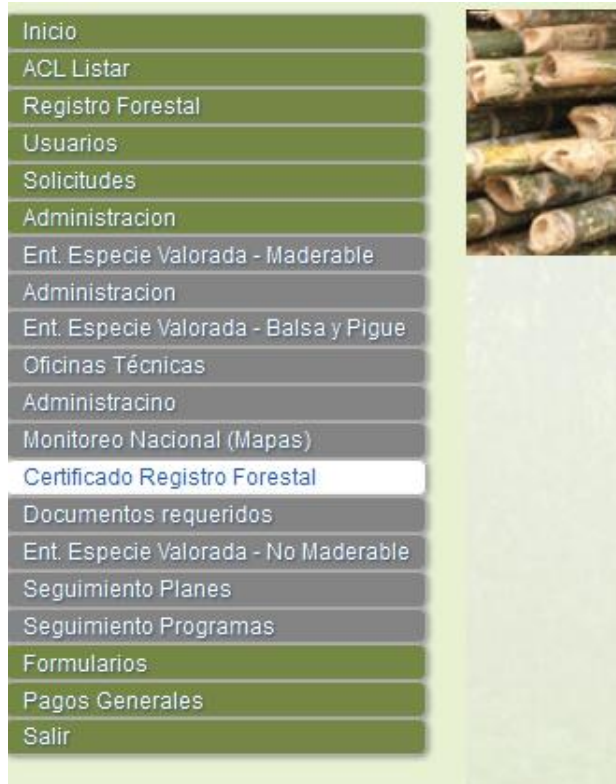 Inicio
ACL Listar
Registro Forestal
Usuarios
Solicitudes
Administracion
Ent. Especie Valorada - Maderable
Administracion
Ent. Especie Valorada - Balsa y Pigue
Oficinas Técnicas
Administracino
Monitoreo Nacional (Mapas)
Certificado Registro Forestal
Documentos requeridos
Ent. Especie Valorada - No Maderable
Seguimiento Planes
Seguimiento Programas
Formularios
Pagos Generales
Salir